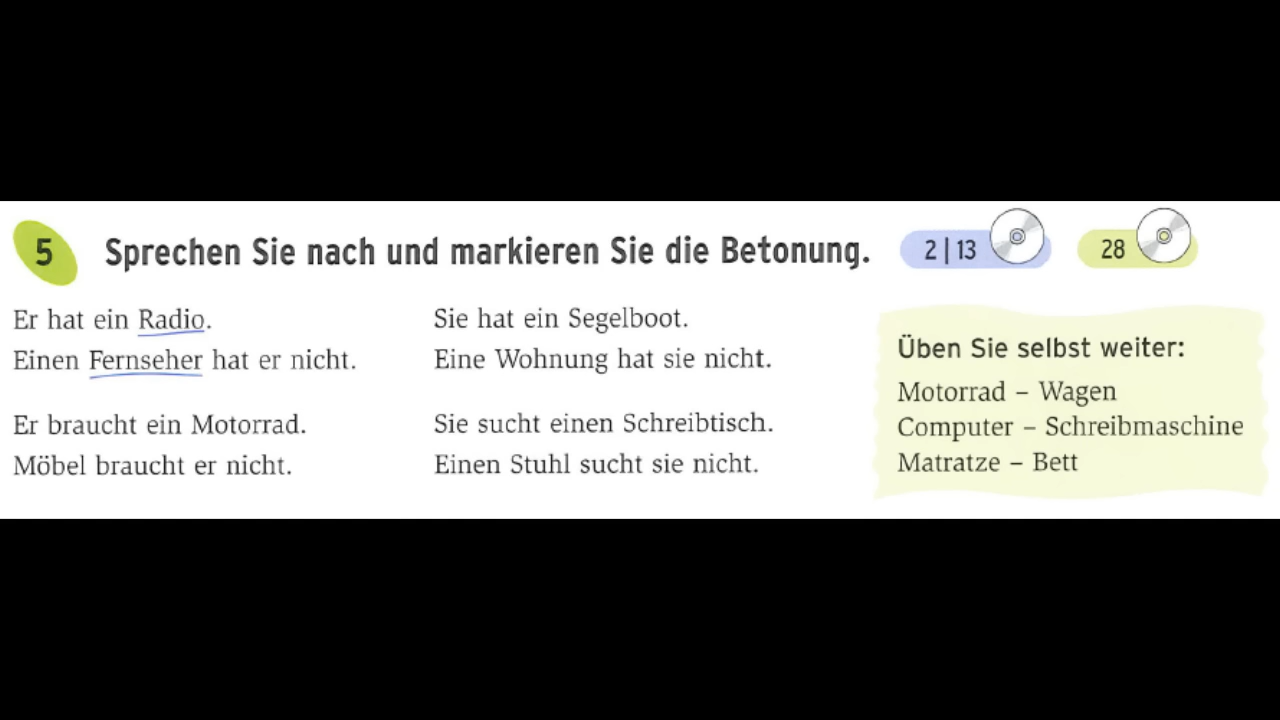 5 Sprechen Sie nach und markieren Sie die Betonung. 2|13 28
Er hat ein Radio.
Einen Fernseher hat er nicht.
Er braucht ein Motorrad.
Möbel braucht er nicht.
Sie hat ein Segelboot.
Eine Wohnung hat sie nicht.
Sie sucht einen Schreibtisch.
Einen Stuhl sucht sie nicht.
Üben Sie selbst weiter:
Motorrad – Wagen
Computer – Schreibmaschine
Matratze – Bett